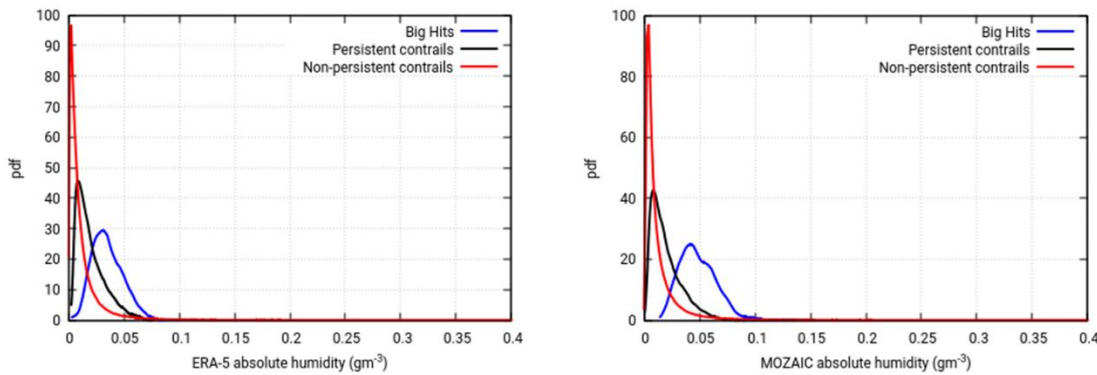 100
90
80
70
60
50
40
30
20
10
0
pdf
Big Hits
Persistent contrails
Non-persistent contrails
0 0.05 0.1 0.15 0.2 0.25 0.3 0.35 0.4
ERA-5 absolute humidity (gm⁻³)
100
80
60
40
20
0
pdf
Big Hits
Persistent contrails
Non-persistent contrails
0 0.05 0.1 0.15 0.2 0.25 0.3 0.35 0.4
MOZAIC absolute humidity (gm⁻³)